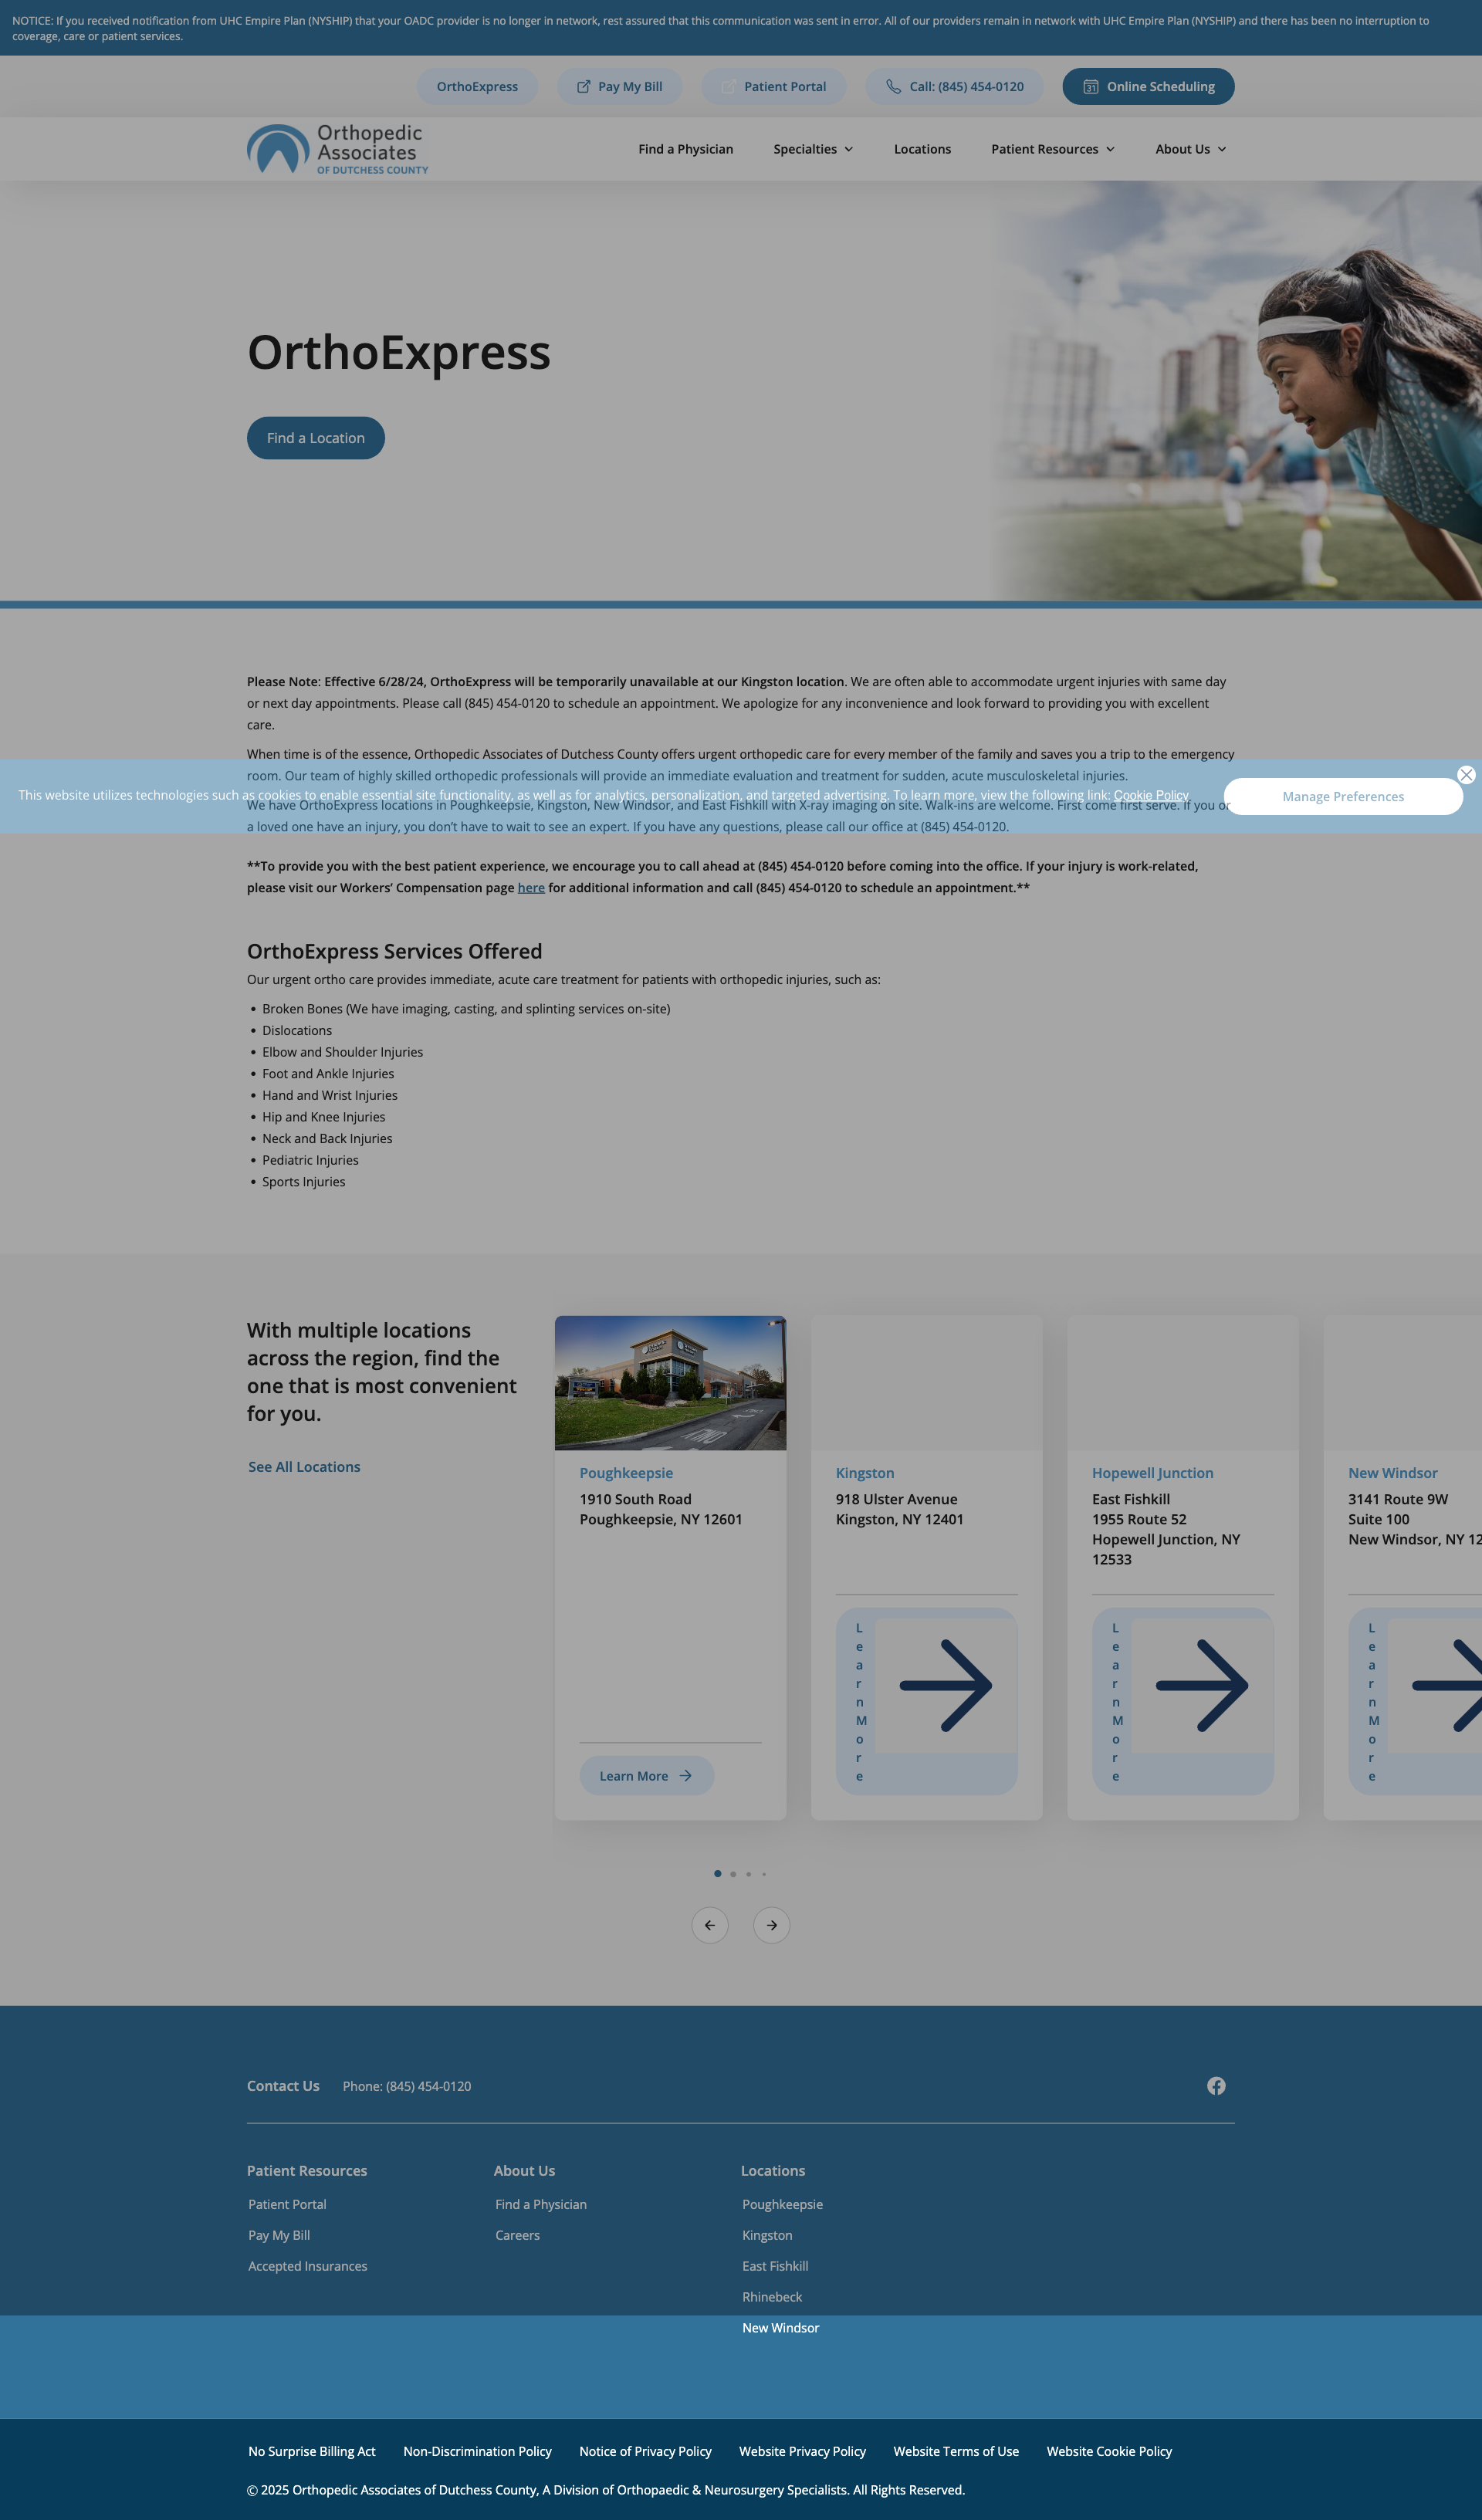 NOTICE: If you received notification from UHC Empire Plan (NYSHIP) that your OADC provider is no longer in network, rest assured that this communication was sent in error. All of our providers remain in network with UHC Empire Plan (NYSHIP) and there has been no interruption to
coverage, care or patient services.
OrthoExpress
Pay My Bill
Patient Portal
Call: (845) 454-0120
31
Online Scheduling
Orthopedic
Associates
OF DUTCHESS COUNTY
Find a Physician
Specialties
Locations
Patient Resources
About Us
OrthoExpress
Find a Location
Please Note: Effective 6/28/24, OrthoExpress will be temporarily unavailable at our Kingston location. We are often able to accommodate urgent injuries with same day
or next day appointments. Please call (845) 454-0120 to schedule an appointment. We apologize for any inconvenience and look forward to providing you with excellent
care.
When time is of the essence, Orthopedic Associates of Dutchess County offers urgent orthopedic care for every member of the family and saves you a trip to the emergency
room. Our team of highly skilled orthopedic professionals will provide an immediate evaluation and treatment for sudden, acute musculoskeletal injuries.
This website utilizes technologies such as cookies to enable essential site functionality, as well as for analytics, personalization, and targeted advertising. To learn more, view the following link: Cookie Policy
Manage Preferences
We have OrthoExpress locations in Poughkeepsie, Kingston, New Windsor, and East Fishkill with X-ray imaging on site. Walk-ins are welcome. First come first serve. If you or
a loved one have an injury, you don't have to wait to see an expert. If you have any questions, please call our office at (845) 454-0120.
**To provide you with the best patient experience, we encourage you to call ahead at (845) 454-0120 before coming into the office. If your injury is work-related,
please visit our Workers' Compensation page here for additional information and call (845) 454-0120 to schedule an appointment.**
OrthoExpress Services Offered
Our urgent ortho care provides immediate, acute care treatment for patients with orthopedic injuries, such as:
• Broken Bones (We have imaging, casting, and splinting services on-site)
• Dislocations
• Elbow and Shoulder Injuries
• Foot and Ankle Injuries
• Hand and Wrist Injuries
• Hip and Knee Injuries
• Neck and Back Injuries
• Pediatric Injuries
• Sports Injuries
With multiple locations
across the region, find the
one that is most convenient
for you.
See All Locations
Poughkeepsie
1910 South Road
Poughkeepsie, NY 12601
Learn More
Kingston
918 Ulster Avenue
Kingston, NY 12401
Learn More
Hopewell Junction
East Fishkill
1955 Route 52
Hopewell Junction, NY
12533
Learn More
New Windsor
3141 Route 9W
Suite 100
New Windsor, NY 12
Learn More
Contact Us
Phone: (845) 454-0120
Patient Resources
Patient Portal
Pay My Bill
Accepted Insurances
About Us
Find a Physician
Careers
Locations
Poughkeepsie
Kingston
East Fishkill
Rhinebeck
New Windsor
No Surprise Billing Act
Non-Discrimination Policy
Notice of Privacy Policy
Website Privacy Policy
Website Terms of Use
Website Cookie Policy
© 2025 Orthopedic Associates of Dutchess County, A Division of Orthopaedic & Neurosurgery Specialists. All Rights Reserved.